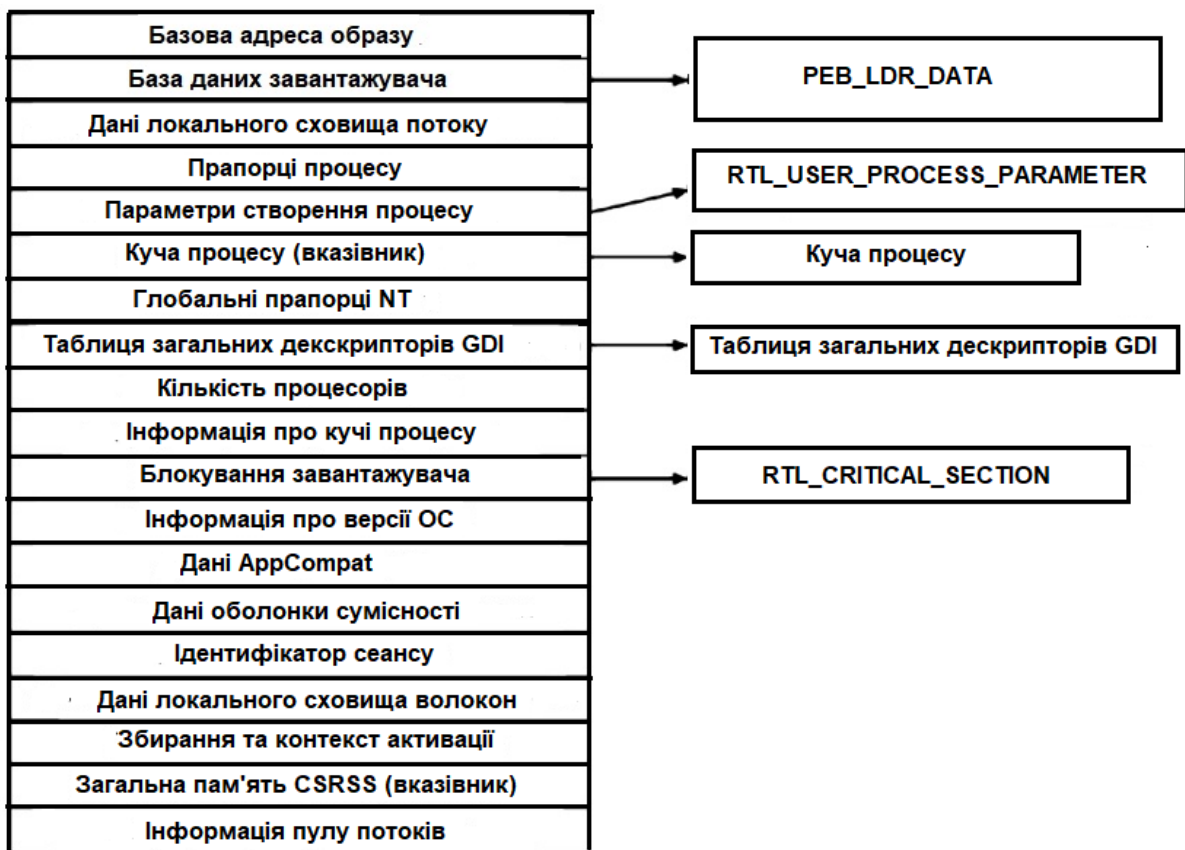 Базова адреса образу
База даних завантажувача
PEB_LDR_DATA
Дані локального сховища потоку
Прапорці процесу
RTL_USER_PROCESS_PARAMETER
Параметри створення процесу
Куча процесу (вказівник)
Куча процесу
Глобальні прапорці NT
Таблиця загальних декскрипторів GDI
Таблиця загальних дескрипторів GDI
Кількість процесорів
Інформація про кучі процесу
Блокування завантажувача
RTL_CRITICAL_SECTION
Інформація про версії ОС
Дані AppCompat
Дані оболонки сумісності
Ідентифікатор сеансу
Дані локального сховища волокон
Збирання та контекст активації
Загальна пам'ять CSRSS (вказівник)
Інформація пулу потоків